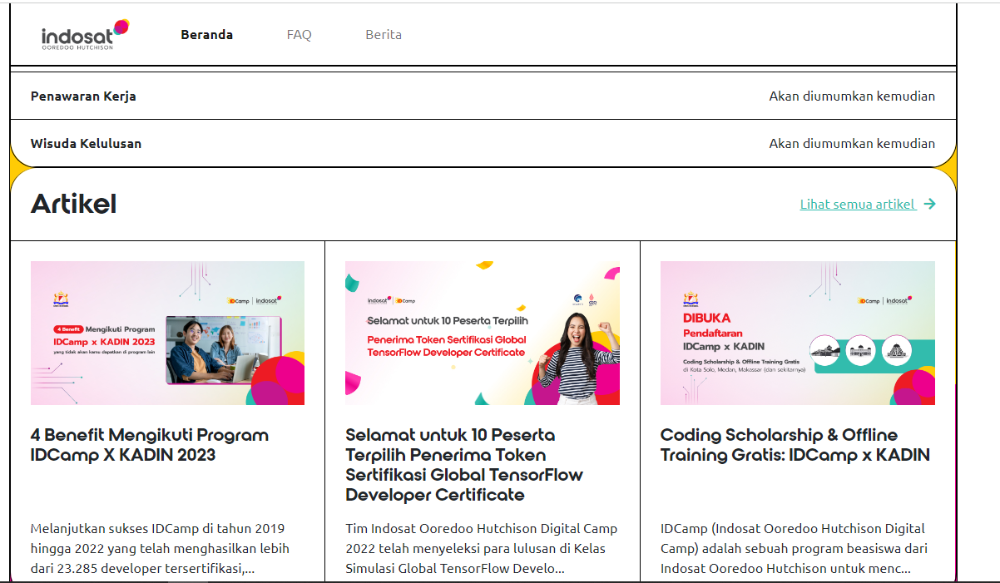 indosat
OOREDOO HUTCHISON
Beranda
FAQ
Berita
Penawaran Kerja
Akan diumumkan kemudian
Wisuda Kelulusan
Akan diumumkan kemudian
Artikel
Lihat semua artikel
IDCamp | indosat
4 Benefit Mengikuti Program
IDCamp x KADIN 2023
yang tidak akan kamu dapatkan di program lain
4 Benefit Mengikuti Program
IDCamp X KADIN 2023
Melanjutkan sukses IDCamp di tahun 2019
hingga 2022 yang telah menghasilkan lebih
dari 23.285 developer tersertifikasi,...
indosat | IDCamp
Selamat untuk 10 Peserta Terpilih
Penerima Token Sertifikasi Global
TensorFlow Developer Certificate
Selamat untuk 10 Peserta
Terpilih Penerima Token
Sertifikasi Global TensorFlow
Developer Certificate
Tim Indosat Ooredoo Hutchison Digital Camp
2022 telah menyeleksi para lulusan di Kelas
Simulasi Global TensorFlow Develo...
IDCamp | indosat
DIBUKA
Pendaftaran
IDCamp x KADIN
Coding Scholarship & Offline Training Gratis
di Kota Solo, Medan, Makassar (dan sekitarnya)
Coding Scholarship & Offline
Training Gratis: IDCamp x KADIN
IDCamp (Indosat Ooredoo Hutchison Digital
Camp) adalah sebuah program beasiswa dari
Indosat Ooredoo Hutchison untuk menc...